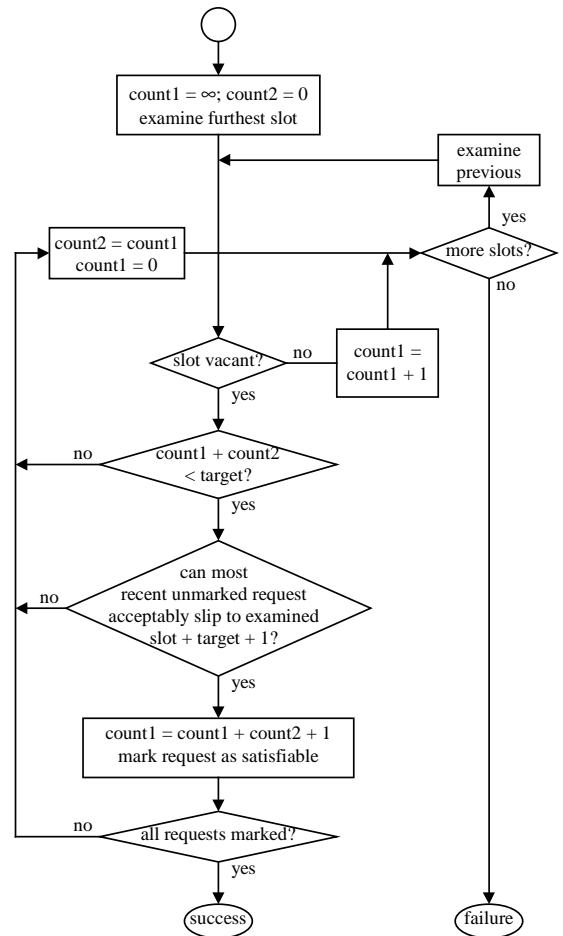 count1 = ∞; count2 = 0
examine furthest slot
examine
previous
yes
more slots?
no
count2 = count1
count1 = 0
slot vacant?
no
yes
count1 =
count1 + 1
count1 + count2
< target?
no
yes
can most
recent unmarked request
acceptably slip to examined
slot + target + 1?
no
yes
count1 = count1 + count2 + 1
mark request as satisfiable
all requests marked?
no
yes
success
failure